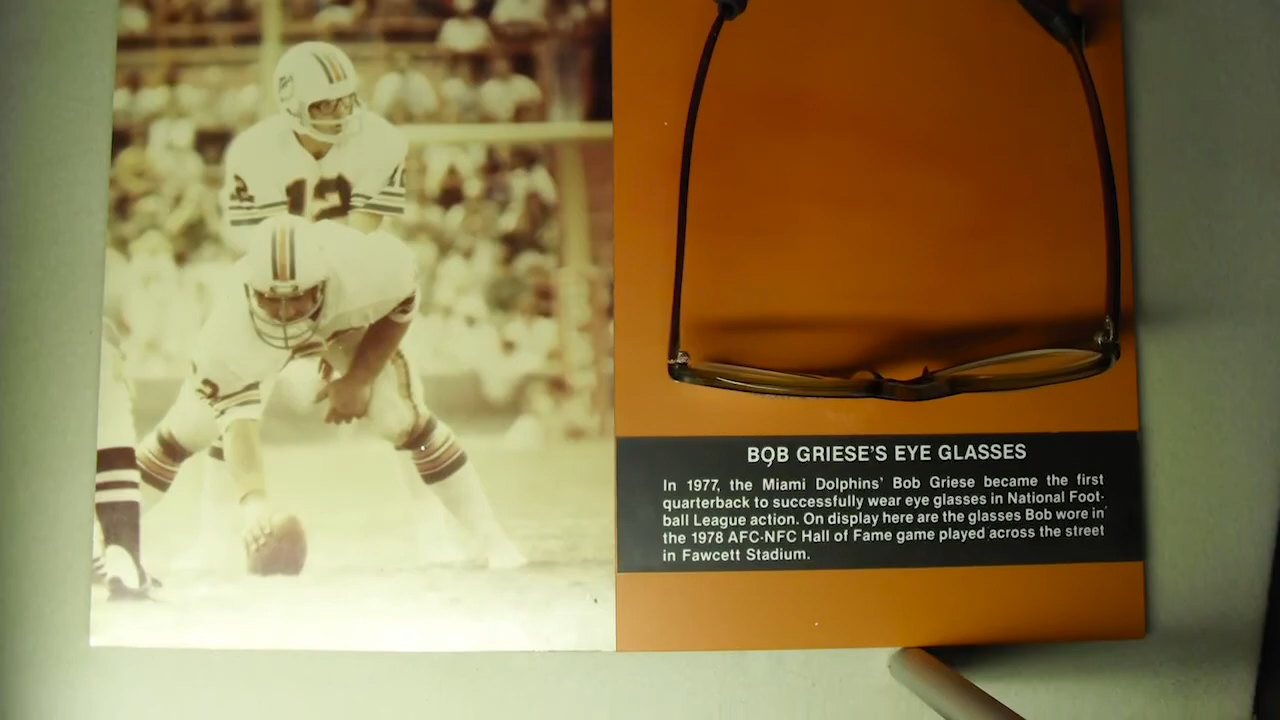 12
BOB GRIESE'S EYE GLASSES
In 1977, the Miami Dolphins' Bob Griese became the first
quarterback to successfully wear eye glasses in National Foot-
ball League action. On display here are the glasses Bob wore in
the 1978 AFC-NFC Hall of Fame game played across the street
in Fawcett Stadium.